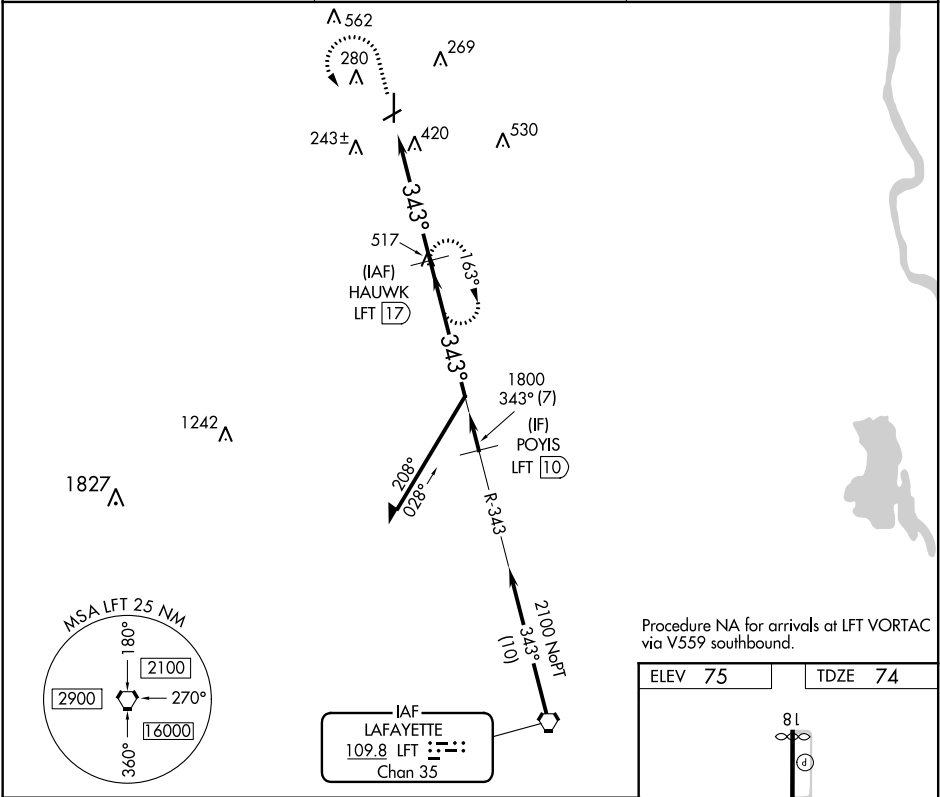 562
280
269
243±
420
530
343°
517
163°
(IAF)
HAUWK
LFT 17
343°
1800
343° (7)
(IF)
POYIS
LFT 10
1242
1827
208°
028°
R-343
2100 NoPT
343°
(10)
MSA LFT 25 NM
180°
2100
2900
270°
16000
360°
IAF
LAFAYETTE
109.8 LFT
Chan 35
Procedure NA for arrivals at LFT VORTAC
via V559 southbound.
ELEV 75
TDZE 74
18
P